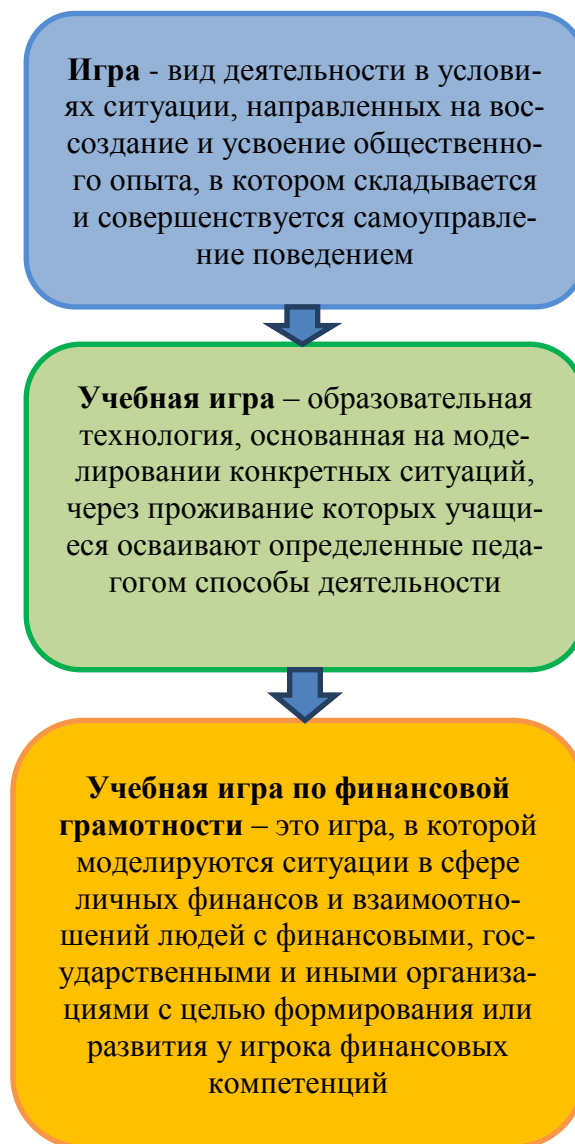 Игра - вид деятельности в услови-
ях ситуации, направленных на вос-
создание и усвоение общественно-
го опыта, в котором складывается
и совершенствуется самоуправле-
ние поведением
Учебная игра – образовательная
технология, основанная на моде-
лировании конкретных ситуаций,
через проживание которых учащи-
еся осваивают определенные педа-
гогом способы деятельности
Учебная игра по финансовой
грамотности – это игра, в которой
моделируются ситуации в сфере
личных финансов и взаимоотно-
шений людей с финансовыми, гос-
ударственными и иными организа-
циями с целью формирования или
развития у игрока финансовых
компетенций